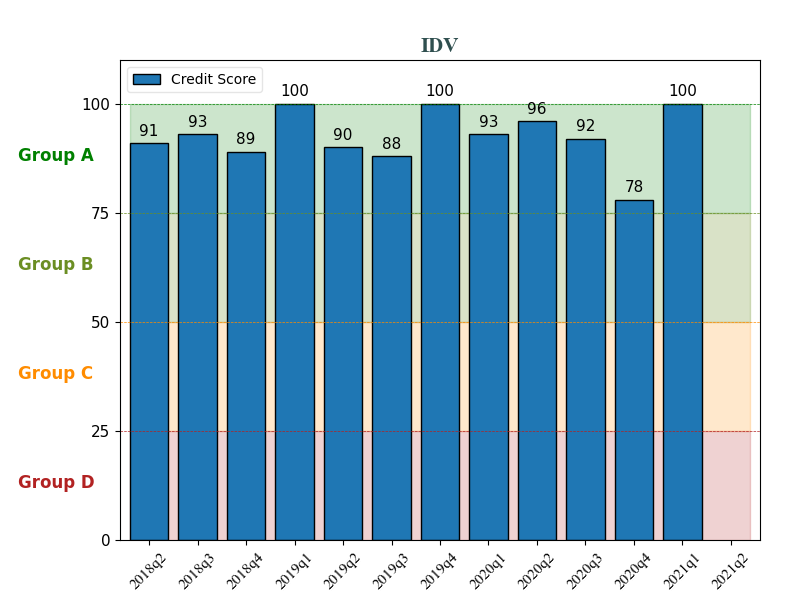 IDV
Credit Score
100
75
50
25
0
Group A
Group B
Group C
Group D
91
93
89
100
90
88
100
93
96
92
78
100
2018q2
2018q3
2018q4
2019q1
2019q2
2019q3
2019q4
2020q1
2020q2
2020q3
2020q4
2021q1
2021q2